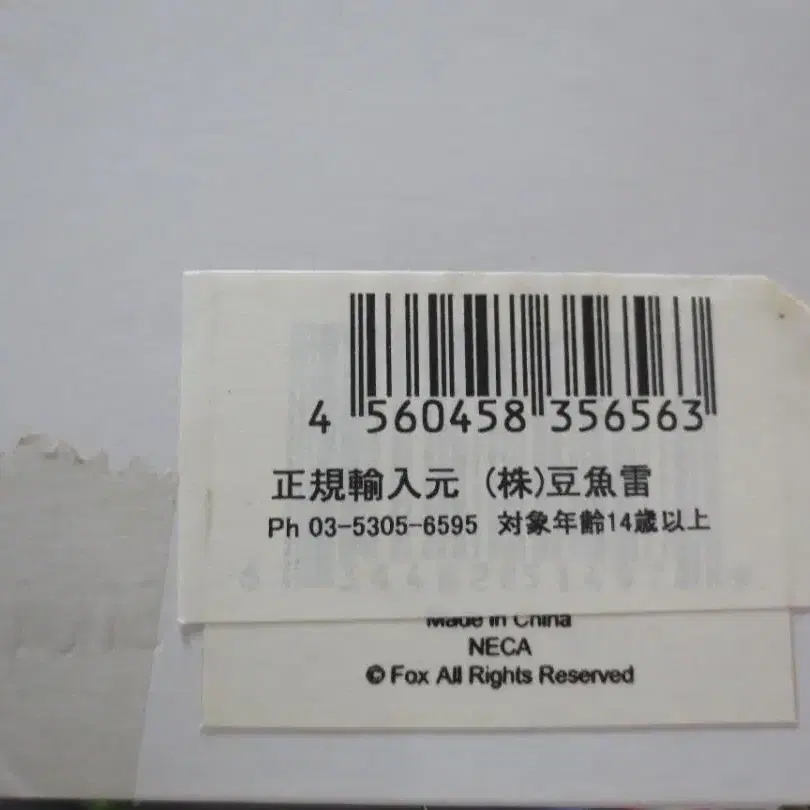 4 560458 356563
正規輸入元 (株)豆魚雷
Ph 03-5305-6595 対象年齢14歳以上
Made in China
NECA
© Fox All Rights Reserved